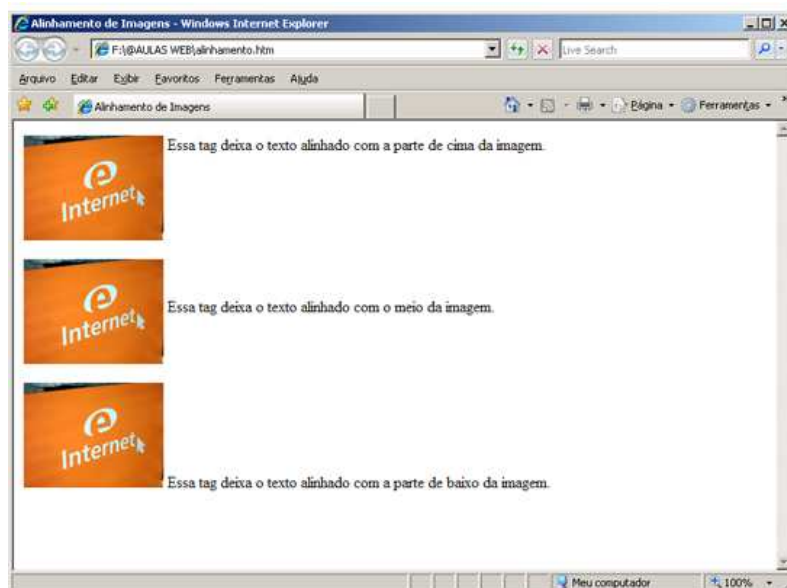 Alinhamento de Imagens - Windows Internet Explorer
F:\@AULAS WEB\alinhamento.htm
Live Search
Arquivo Editar Exibir Favoritos Ferramentas Ajuda
Alinhamento de Imagens
Página Ferramentas
e
Internet
Essa tag deixa o texto alinhado com a parte de cima da imagem.
e
Internet
Essa tag deixa o texto alinhado com o meio da imagem.
e
Internet
Essa tag deixa o texto alinhado com a parte de baixo da imagem.
Meu computador 100%